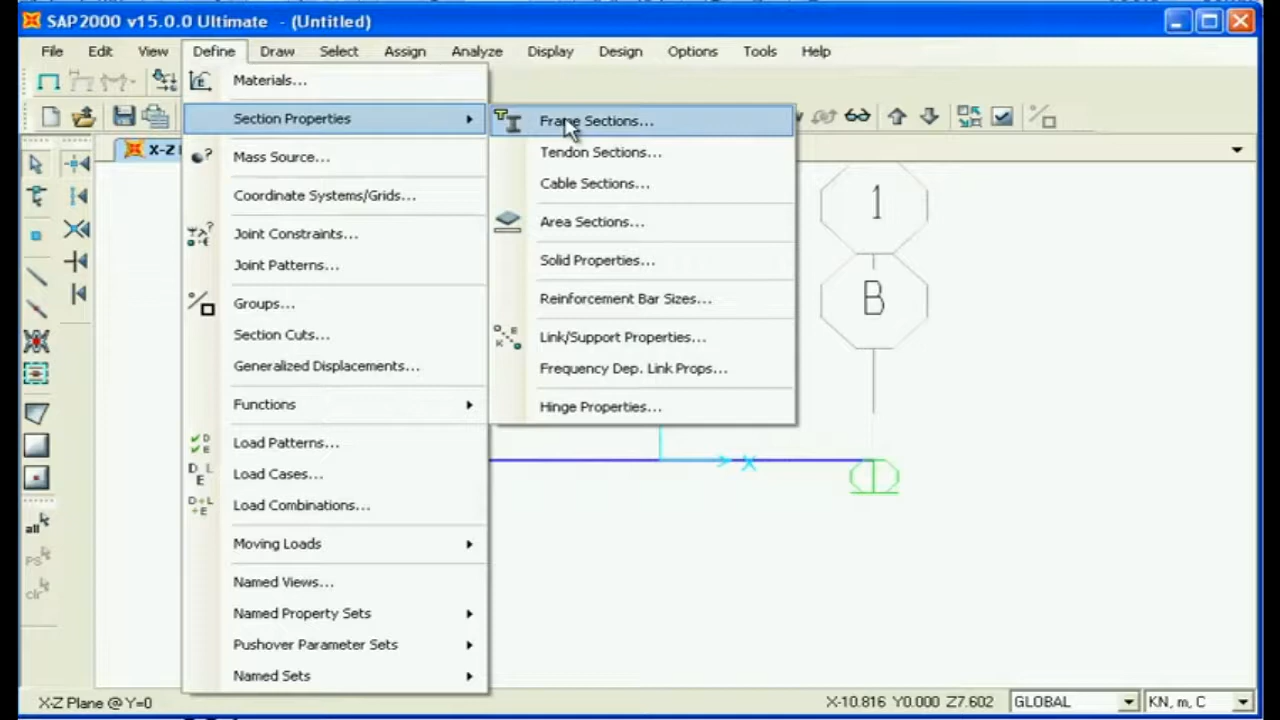 SAP2000 v15.0.0 Ultimate - (Untitled)
File Edit View Define Draw Select Assign Analyze Display Design Options Tools Help
Materials...
Section Properties
Mass Source...
Coordinate Systems/Grids...
Joint Constraints...
Joint Patterns...
Groups...
Section Cuts...
Generalized Displacements...
Functions
Load Patterns...
Load Cases...
Load Combinations...
Moving Loads
Named Views...
Named Property Sets
Pushover Parameter Sets
Named Sets
Frame Sections...
Tendon Sections...
Cable Sections...
Area Sections...
Solid Properties...
Reinforcement Bar Sizes...
Link/Support Properties...
Frequency Dep. Link Props...
Hinge Properties...
X-Z
1
B
X
all
PS
clr
X-Z Plane @ Y=0
X-10.816 Y0.000 Z7.602
GLOBAL
KN, m, C